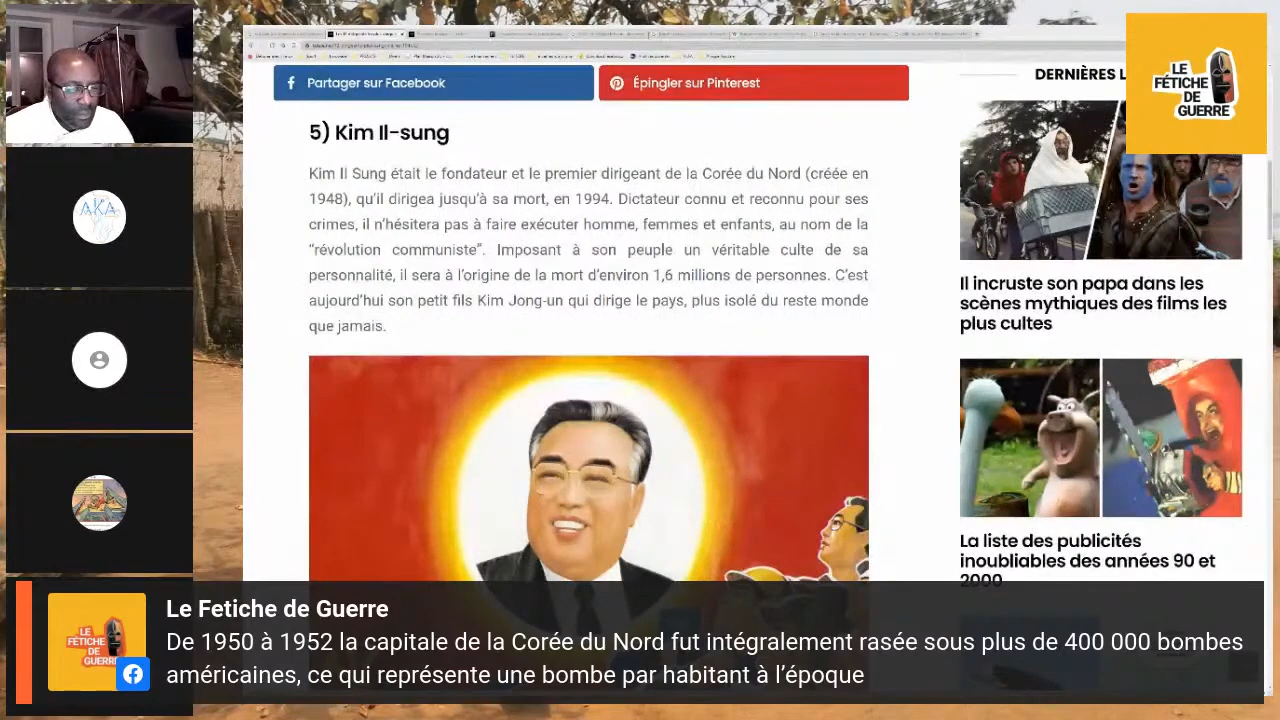 Partager sur Facebook
Épingler sur Pinterest
5) Kim Il-sung
Kim Il Sung était le fondateur et le premier dirigeant de la Corée du Nord (créée en
1948), qu'il dirigea jusqu'à sa mort, en 1994. Dictateur connu et reconnu pour ses
crimes, il n'hésitera pas à faire exécuter homme, femmes et enfants, au nom de la
"révolution communiste". Imposant à son peuple un véritable culte de sa
personnalité, il sera à l'origine de la mort d'environ 1,6 millions de personnes. C'est
aujourd'hui son petit fils Kim Jong-un qui dirige le pays, plus isolé du reste monde
que jamais.
DERNIÈRES L
LE
FÉTICHE
DE
GUERRE
Il incruste son papa dans les
scènes mythiques des films les
plus cultes
La liste des publicités
inoubliables des années 90 et
2000
AKA
LE
FÉTICHE
DE
GUERRE
Le Fetiche de Guerre
De 1950 à 1952 la capitale de la Corée du Nord fut intégralement rasée sous plus de 400 000 bombes
américaines, ce qui représente une bombe par habitant à l'époque